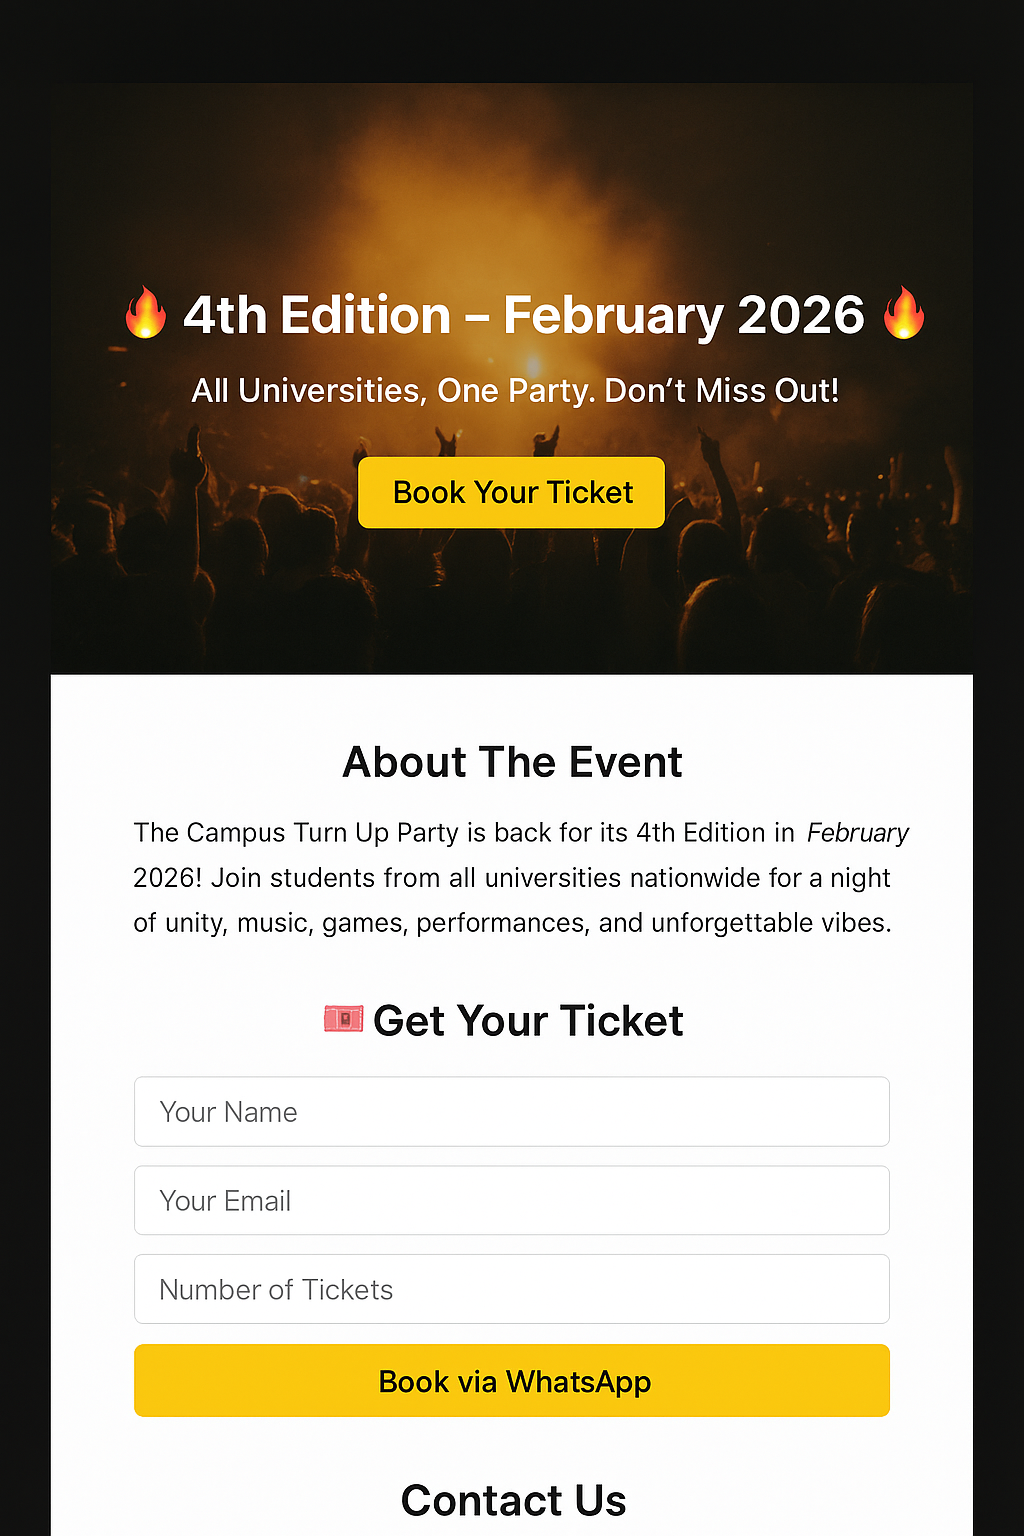 🔥 4th Edition – February 2026 🔥
All Universities, One Party. Don‘t Miss Out!
Book Your Ticket
About The Event
The Campus Turn Up Party is back for its 4th Edition in February
2026! Join students from all universities nationwide for a night
of unity, music, games, performances, and unforgettable vibes.
🎟️ Get Your Ticket
Your Name
Your Email
Number of Tickets
Book via WhatsApp
Contact Us